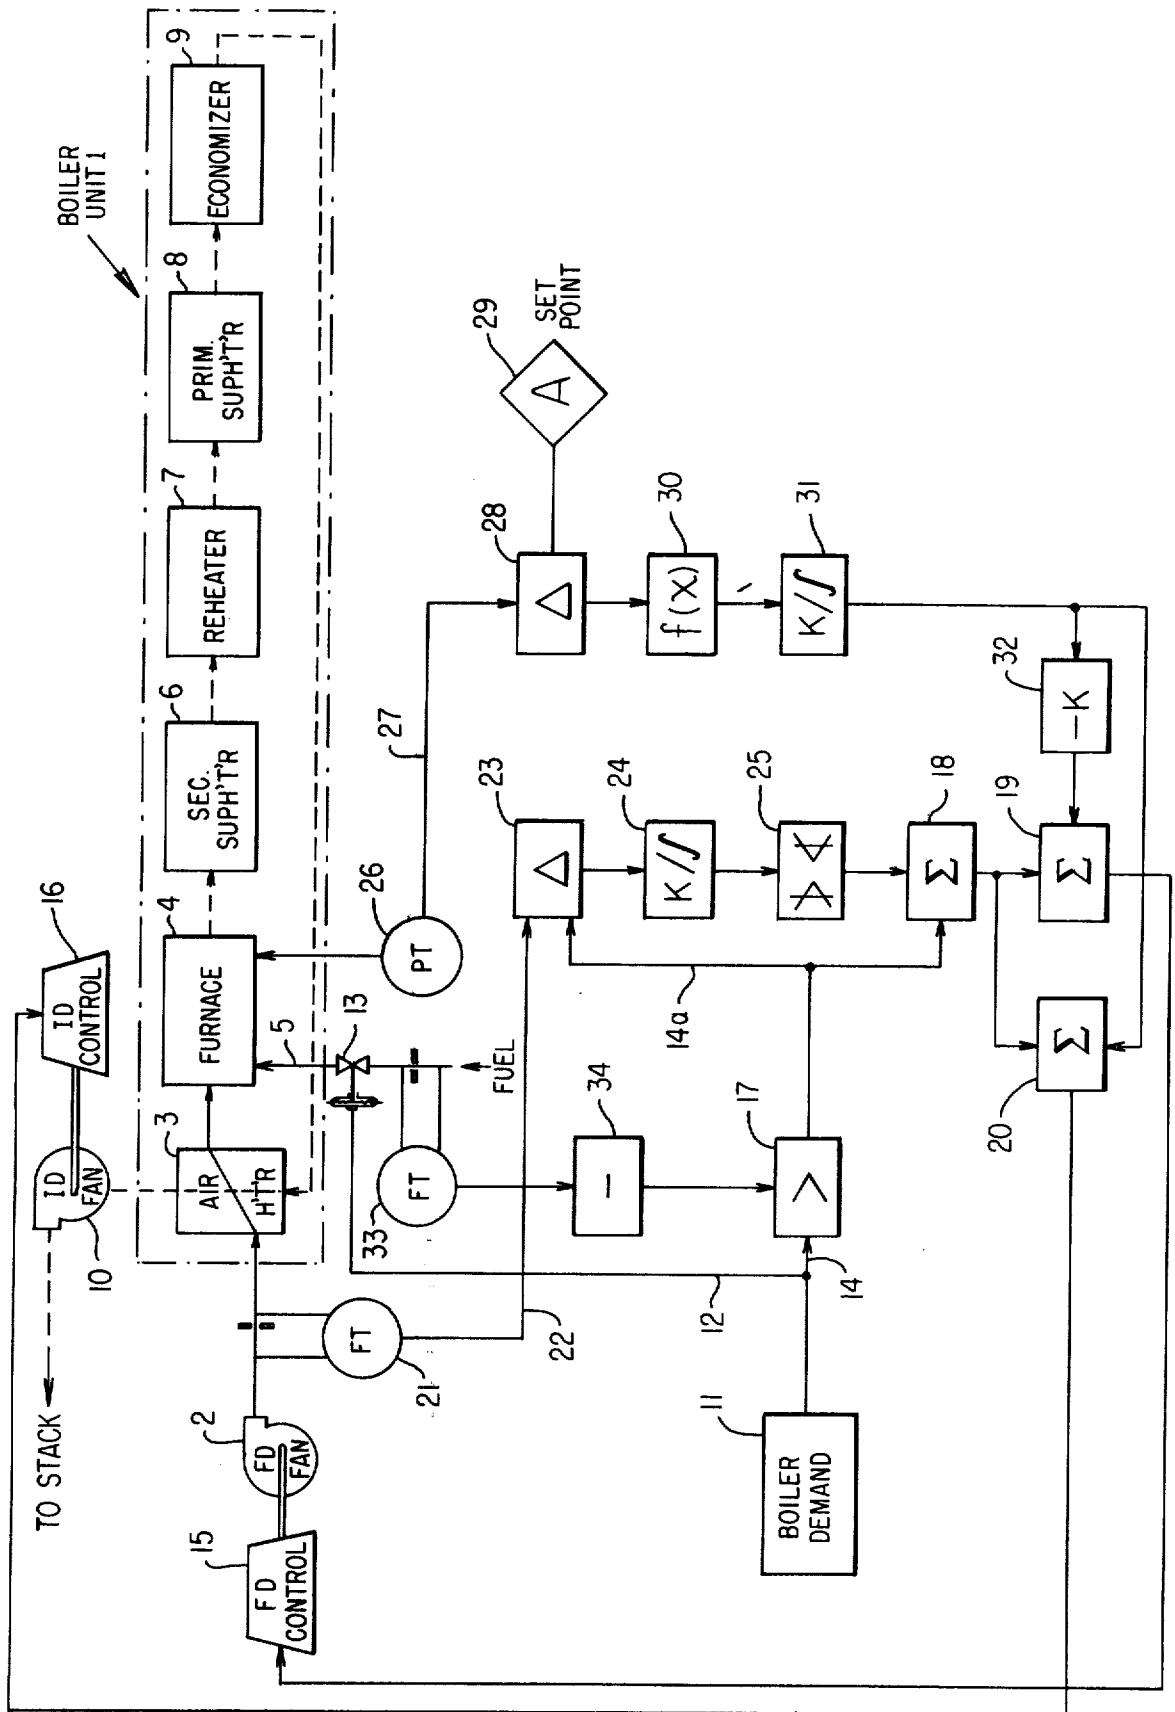 BOILER
UNIT 1
9
ECONOMIZER
8
PRIM.
SUPH'T'R
7
REHEATER
6
SEC.
SUPH'T'R
4
FURNACE
5
3
AIR
H'T'R
16
ID
CONTROL
ID
FAN
10
TO STACK
2
FD
FAN
15
FD
CONTROL
FT
21
22
13
FUEL
FT
33
34
–
26
PT
27
29
A
SET
POINT
28
Δ
30
f(x)
31
K/∫
32
–K
23
Δ
24
K/∫
25
18
Σ
19
Σ
20
Σ
14a
17
>
14
12
11
BOILER
DEMAND